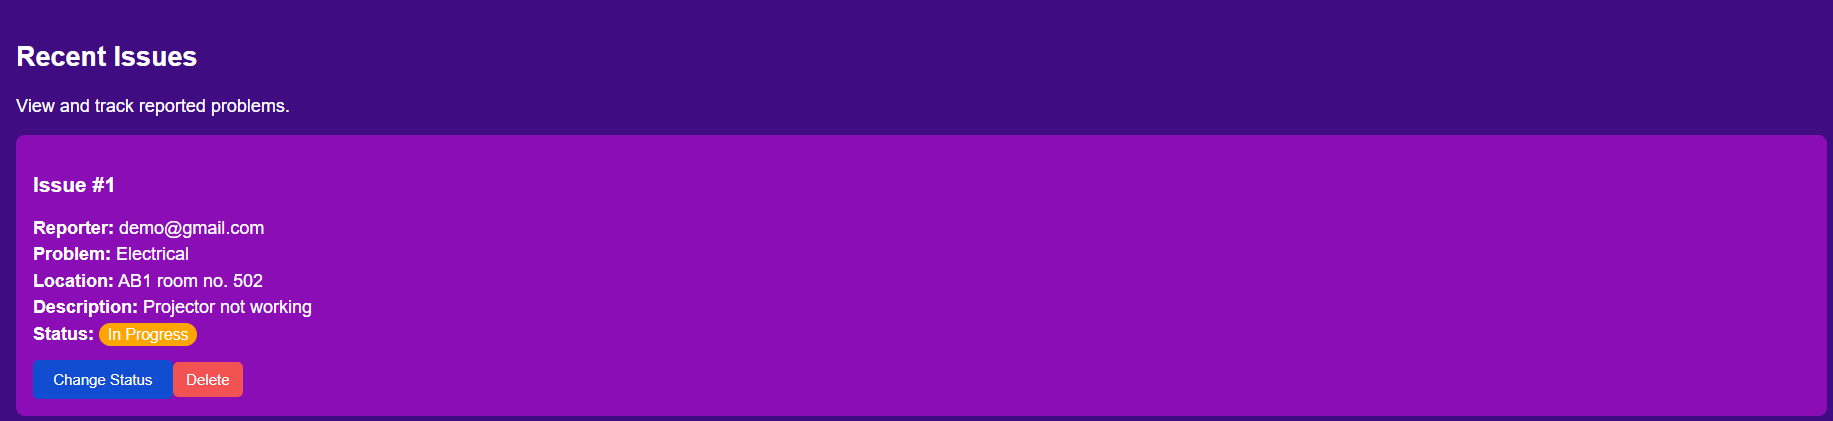 Recent Issues
View and track reported problems.
Issue #1
Reporter: demo@gmail.com
Problem: Electrical
Location: AB1 room no. 502
Description: Projector not working
Status: In Progress
Change Status Delete